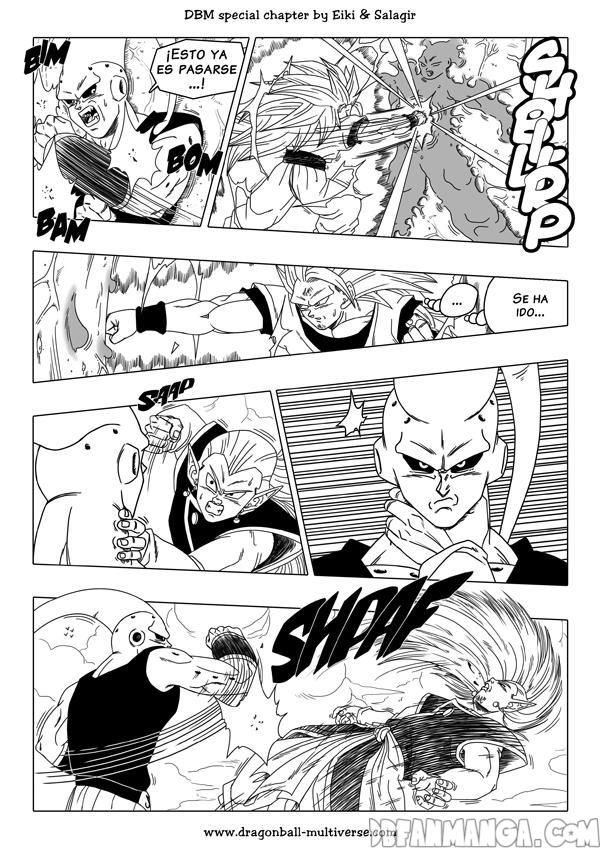 DBM special chapter by Eiki & Salagir
BIM
¡Esto ya
es pasarse
...!
BOM
BAM
SHBLIDD
...
Se ha
ido...
SAAP
SHPAF
www.dragonball-multiverse.com
DBFANMANGA.COM